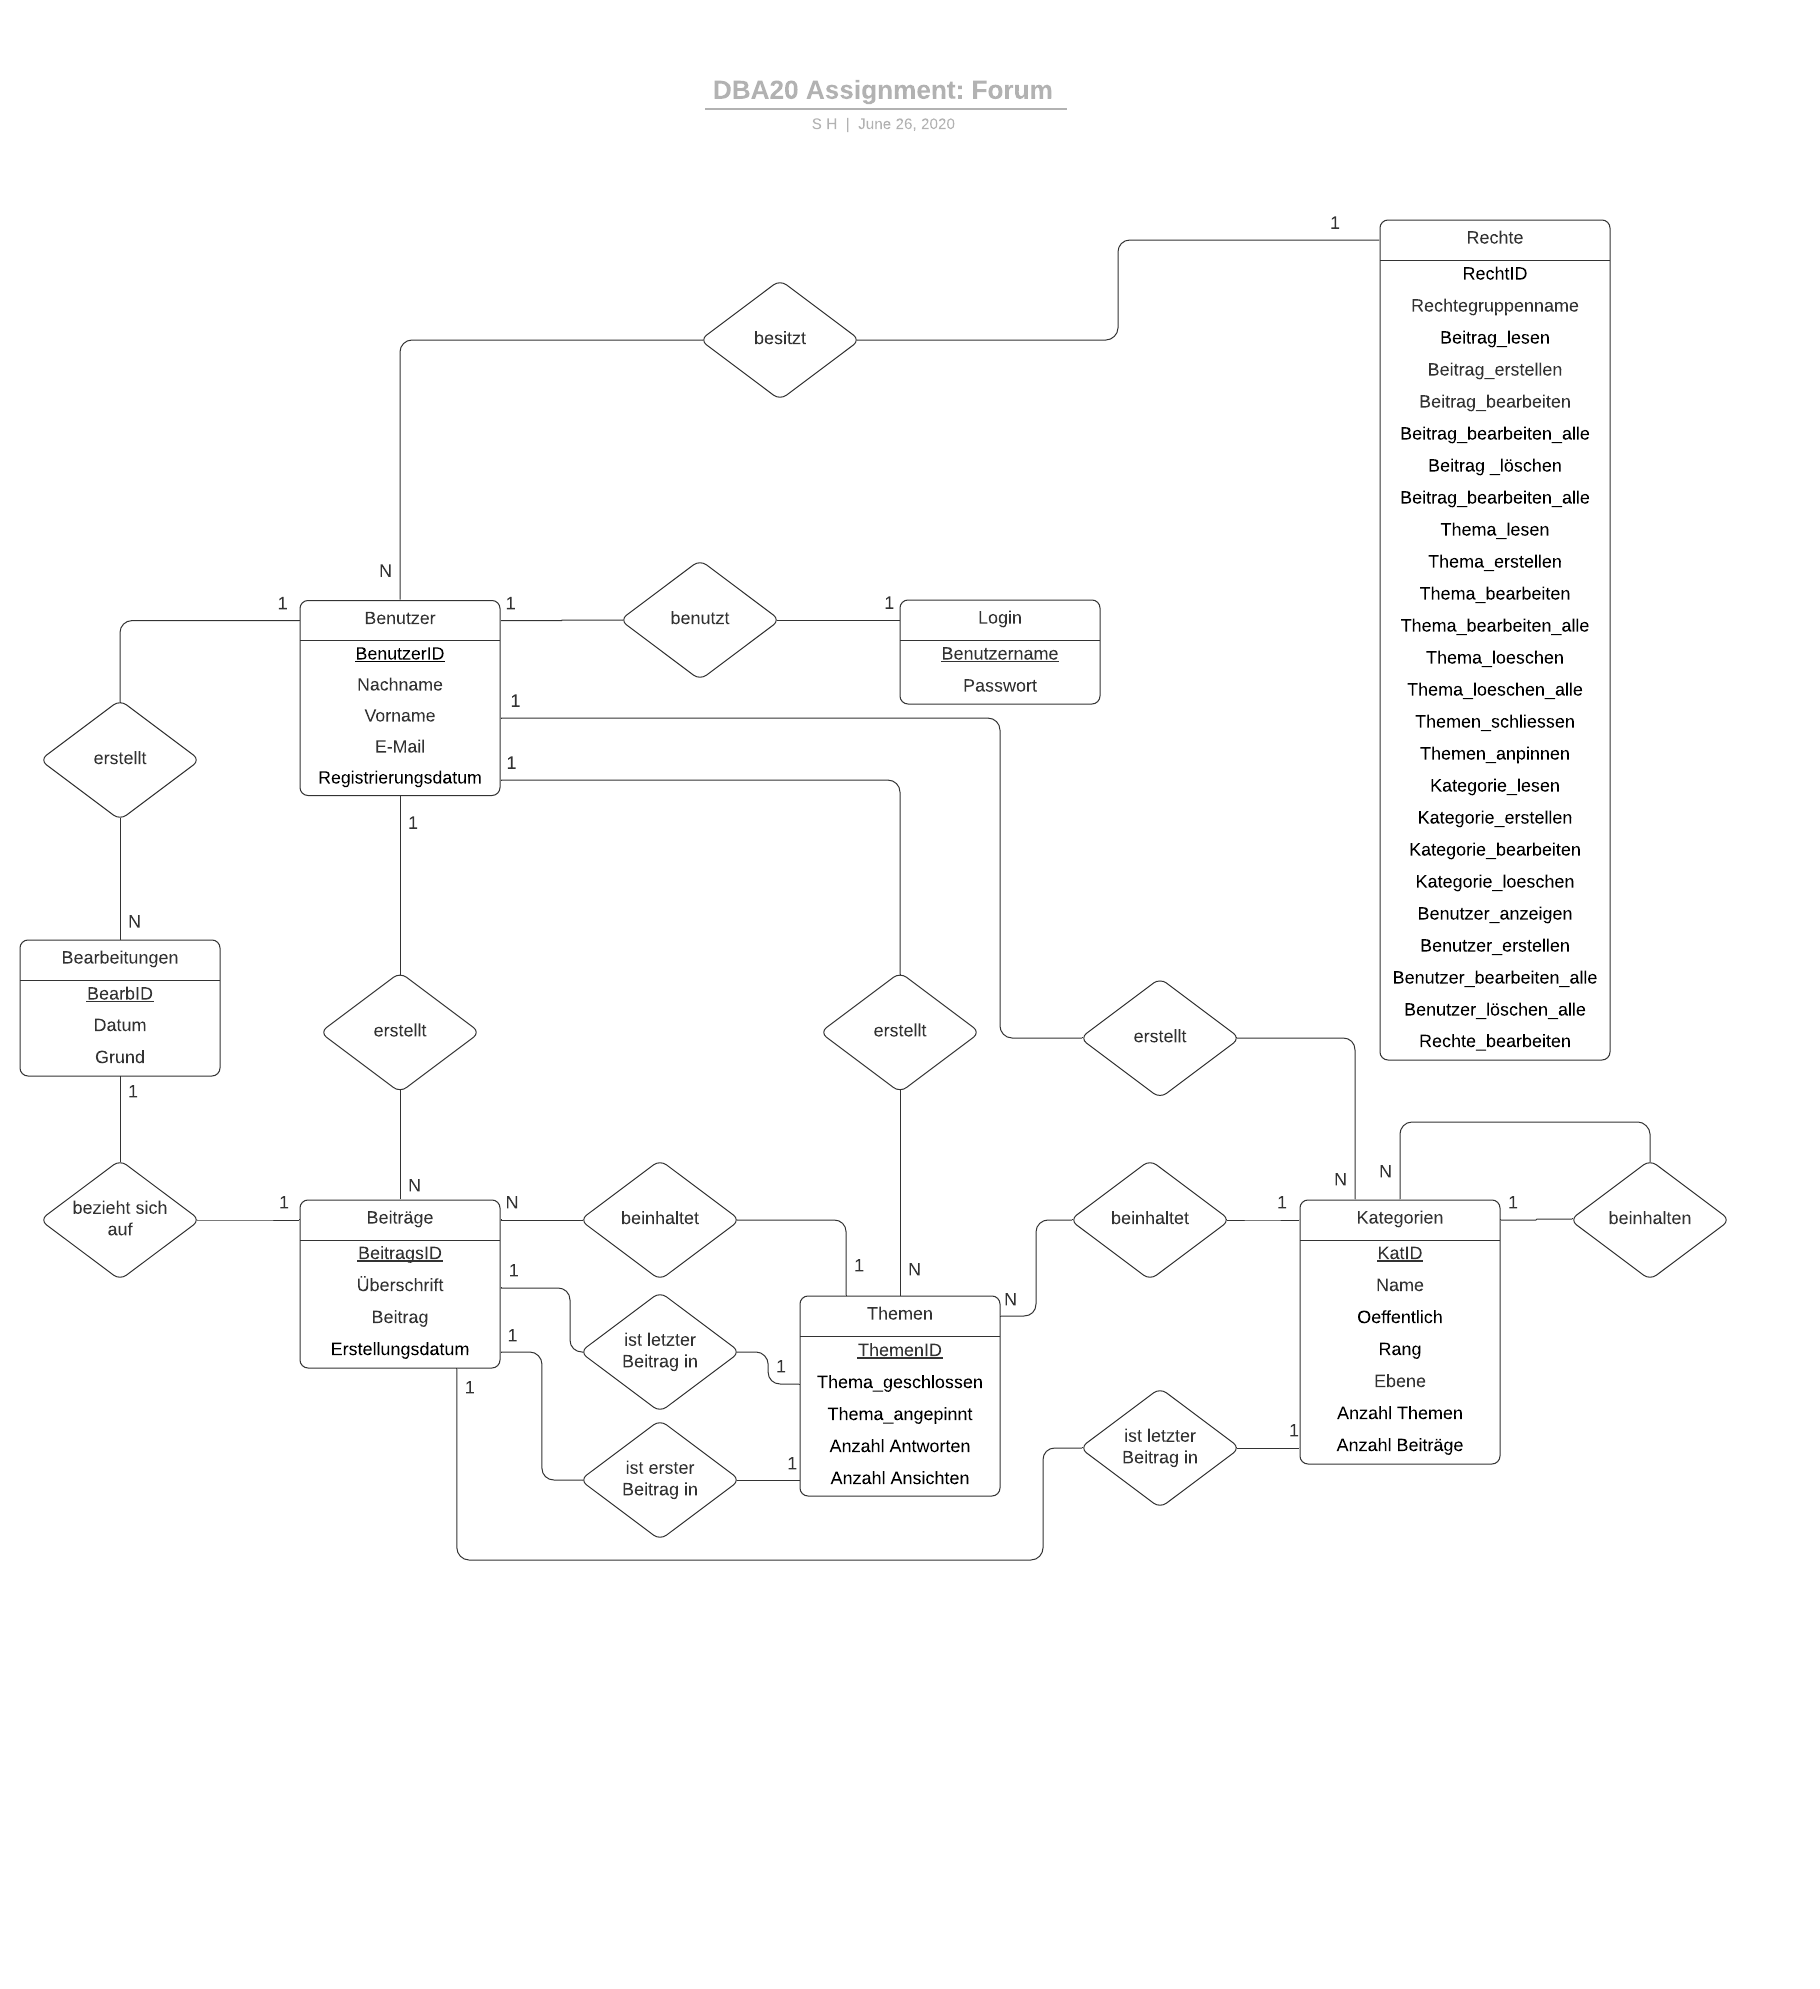 DBA20 Assignment: Forum
S H | June 26, 2020
1
Rechte
RechtID
Rechtegruppenname
Beitrag_lesen
Beitrag_erstellen
Beitrag_bearbeiten
Beitrag_bearbeiten_alle
Beitrag _löschen
Beitrag_bearbeiten_alle
Thema_lesen
Thema_erstellen
Thema_bearbeiten
Thema_bearbeiten_alle
Thema_loeschen
Thema_loeschen_alle
Themen_schliessen
Themen_anpinnen
Kategorie_lesen
Kategorie_erstellen
Kategorie_bearbeiten
Kategorie_loeschen
Benutzer_anzeigen
Benutzer_erstellen
Benutzer_bearbeiten_alle
Benutzer_löschen_alle
Rechte_bearbeiten
besitzt
N
1
Benutzer
BenutzerID
Nachname
Vorname
E-Mail
Registrierungsdatum
1
benutzt
1
Login
Benutzername
Passwort
1
1
1
erstellt
N
Bearbeitungen
BearbID
Datum
Grund
1
erstellt
erstellt
erstellt
bezieht sich
auf
1
N
Beiträge
BeitragsID
Überschrift
Beitrag
Erstellungsdatum
N
beinhaltet
1
N
1
ist letzter
Beitrag in
1
1
ist erster
Beitrag in
1
1
Themen
ThemenID
Thema_geschlossen
Thema_angepinnt
Anzahl Antworten
Anzahl Ansichten
N
beinhaltet
1
N
N
Kategorien
KatID
Name
Oeffentlich
Rang
Ebene
Anzahl Themen
Anzahl Beiträge
1
beinhalten
ist letzter
Beitrag in
1